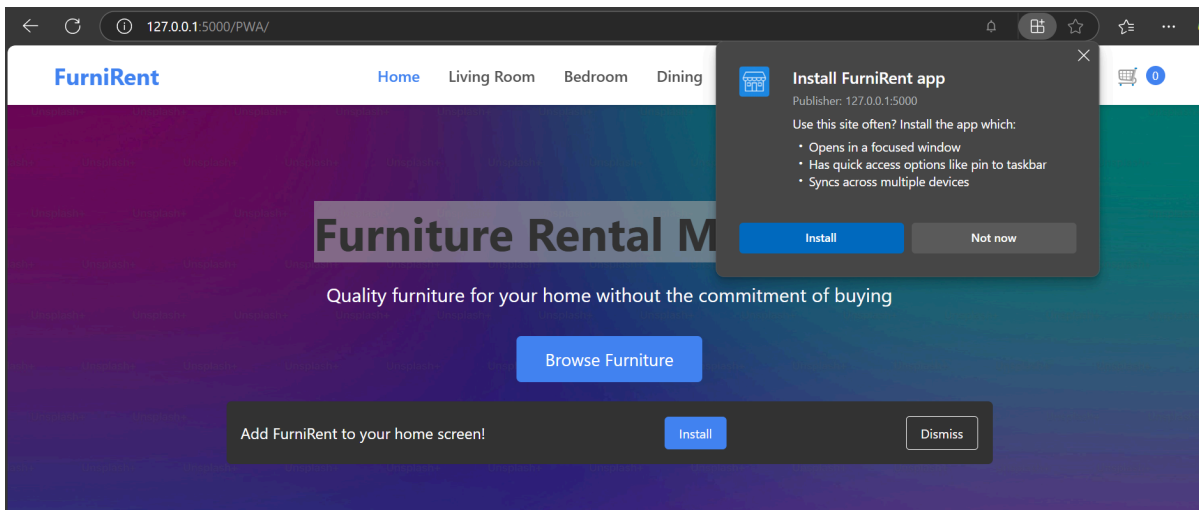 127.0.0.1:5000/PWA/
FurniRent
Home Living Room Bedroom Dining
0
Install FurniRent app
Publisher: 127.0.0.1:5000
Use this site often? Install the app which:
• Opens in a focused window
• Has quick access options like pin to taskbar
• Syncs across multiple devices
Install Not now
Furniture Rental M
Quality furniture for your home without the commitment of buying
Browse Furniture
Add FurniRent to your home screen! Install Dismiss